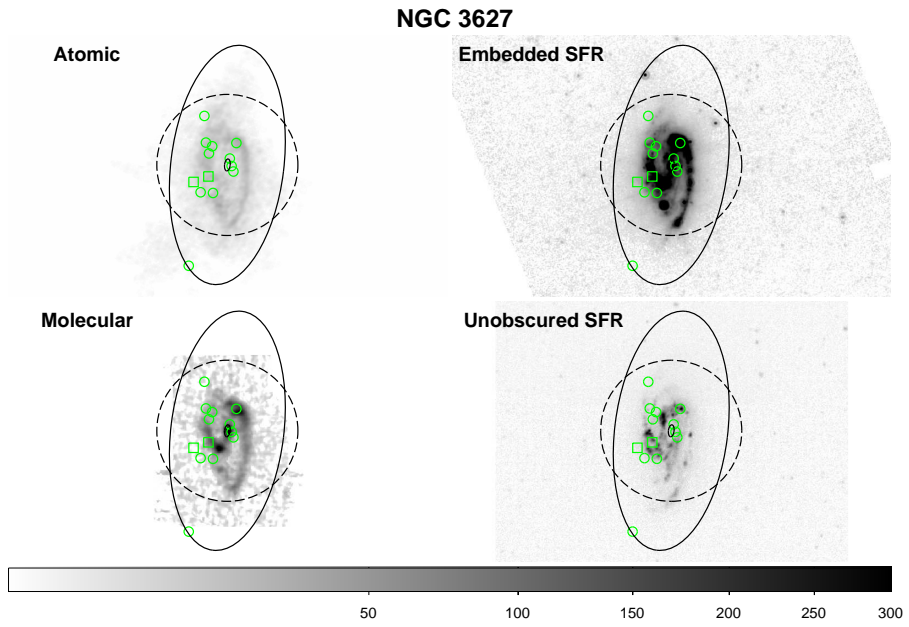 NGC 3627
Atomic
Embedded SFR
Molecular
Unobscured SFR
50 100 150 200 250 300